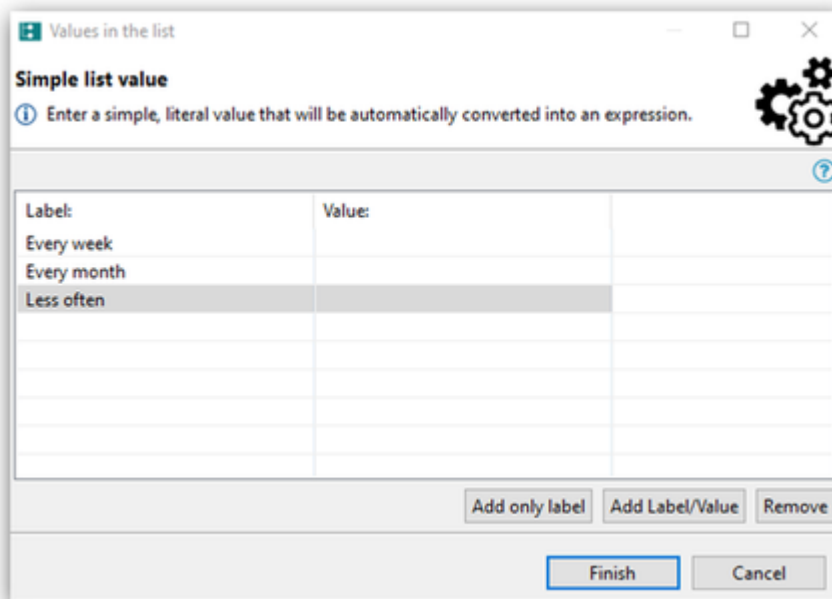 Values in the list
Simple list value
Enter a simple, literal value that will be automatically converted into an expression.
Label: Value:
Every week
Every month
Less often
Add only label Add Label/Value Remove
Finish Cancel